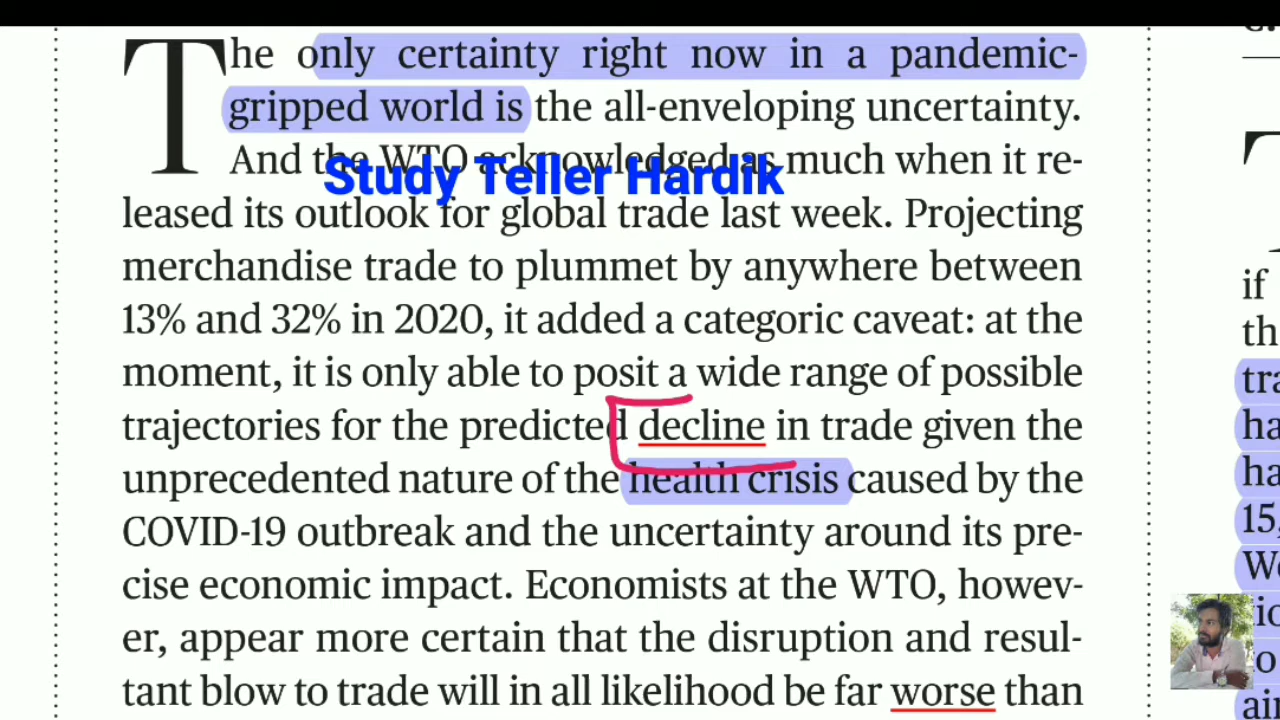 The only certainty right now in a pandemic-
gripped world is the all-enveloping uncertainty.
And the WTO acknowledged as much when it re-
Study Teller Hardik
leased its outlook for global trade last week. Projecting
merchandise trade to plummet by anywhere between
13% and 32% in 2020, it added a categoric caveat: at the
moment, it is only able to posit a wide range of possible
trajectories for the predicted decline in trade given the
unprecedented nature of the health crisis caused by the
COVID-19 outbreak and the uncertainty around its pre-
cise economic impact. Economists at the WTO, howev-
er, appear more certain that the disruption and resul-
tant blow to trade will in all likelihood be far worse than
T
if
th
tra
ha
ha
15,